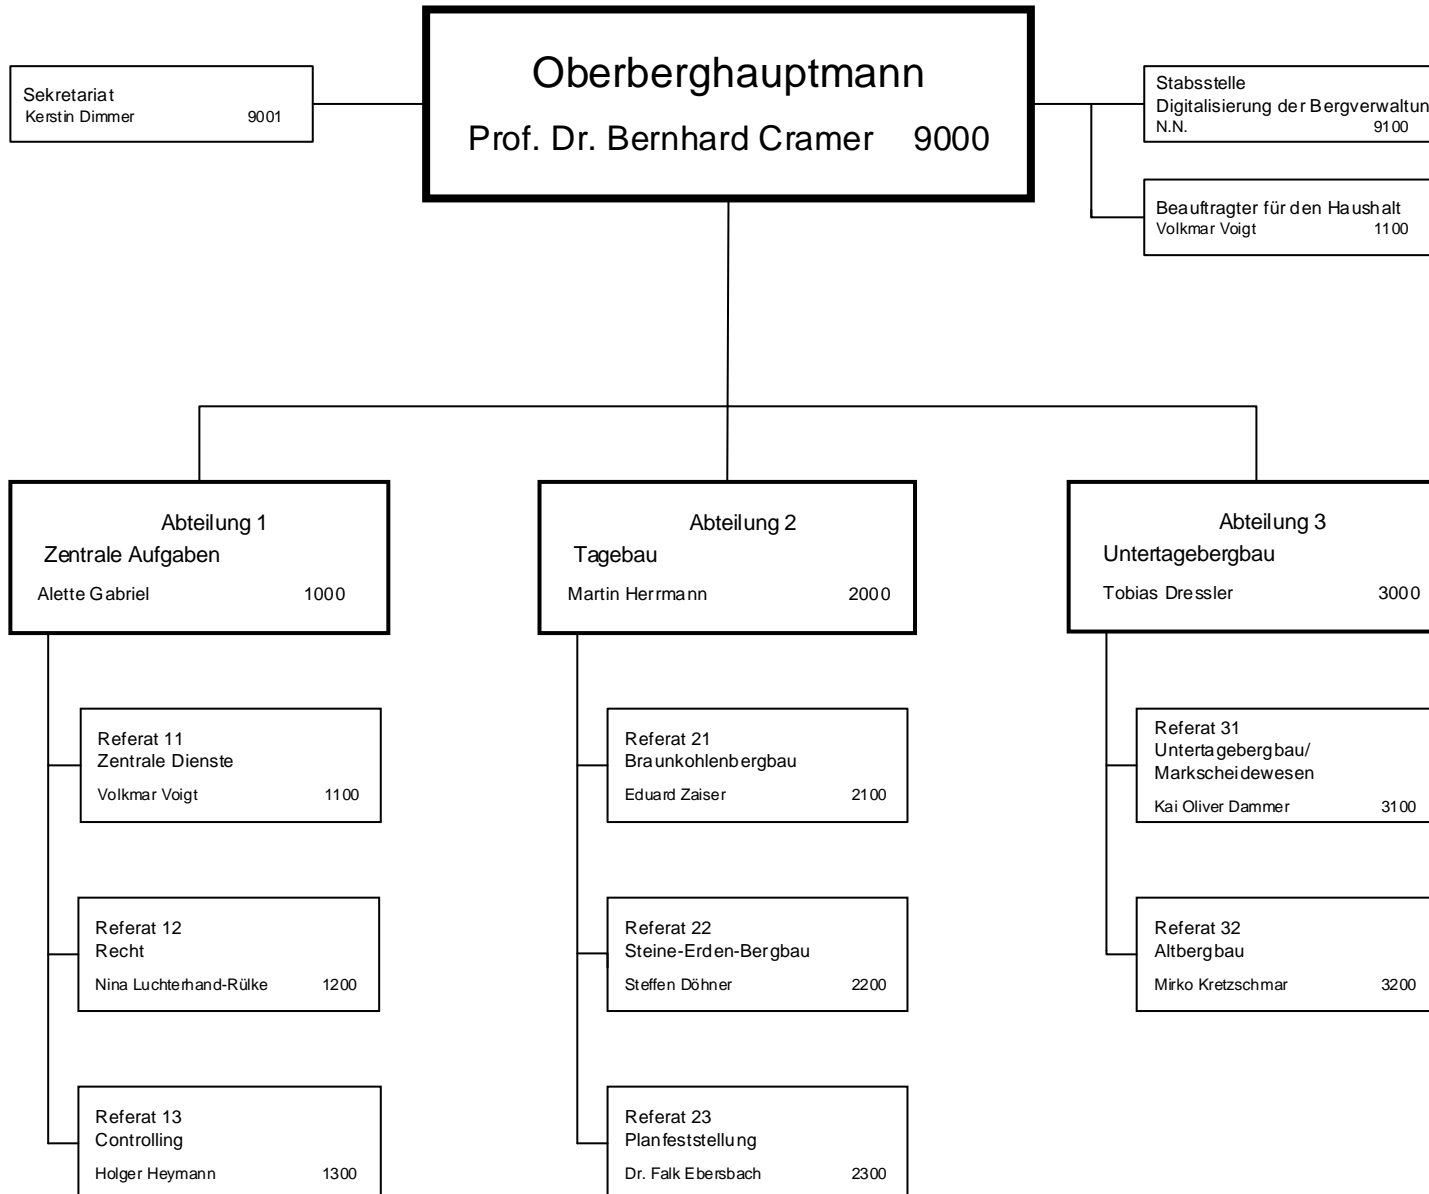 Oberberghauptmann
Prof. Dr. Bernhard Cramer 9000
Sekretariat
Kerstin Dimmer 9001
Stabsstelle
Digitalisierung der Bergverwaltun
N.N. 9100
Beauftragter für den Haushalt
Volkmar Voigt 1100
Abteilung 1
Zentrale Aufgaben
Alette Gabriel 1000
Referat 11
Zentrale Dienste
Volkmar Voigt 1100
Referat 12
Recht
Nina Luchterhand-Rülke 1200
Referat 13
Controlling
Holger Heymann 1300
Abteilung 2
Tagebau
Martin Herrmann 2000
Referat 21
Braunkohlenbergbau
Eduard Zaiser 2100
Referat 22
Steine-Erden-Bergbau
Steffen Döhner 2200
Referat 23
Planfeststellung
Dr. Falk Ebersbach 2300
Abteilung 3
Untertagebergbau
Tobias Dressler 3000
Referat 31
Untertagebergbau/
Markscheidewesen
Kai Oliver Dammer 3100
Referat 32
Altbergbau
Mirko Kretzschmar 3200